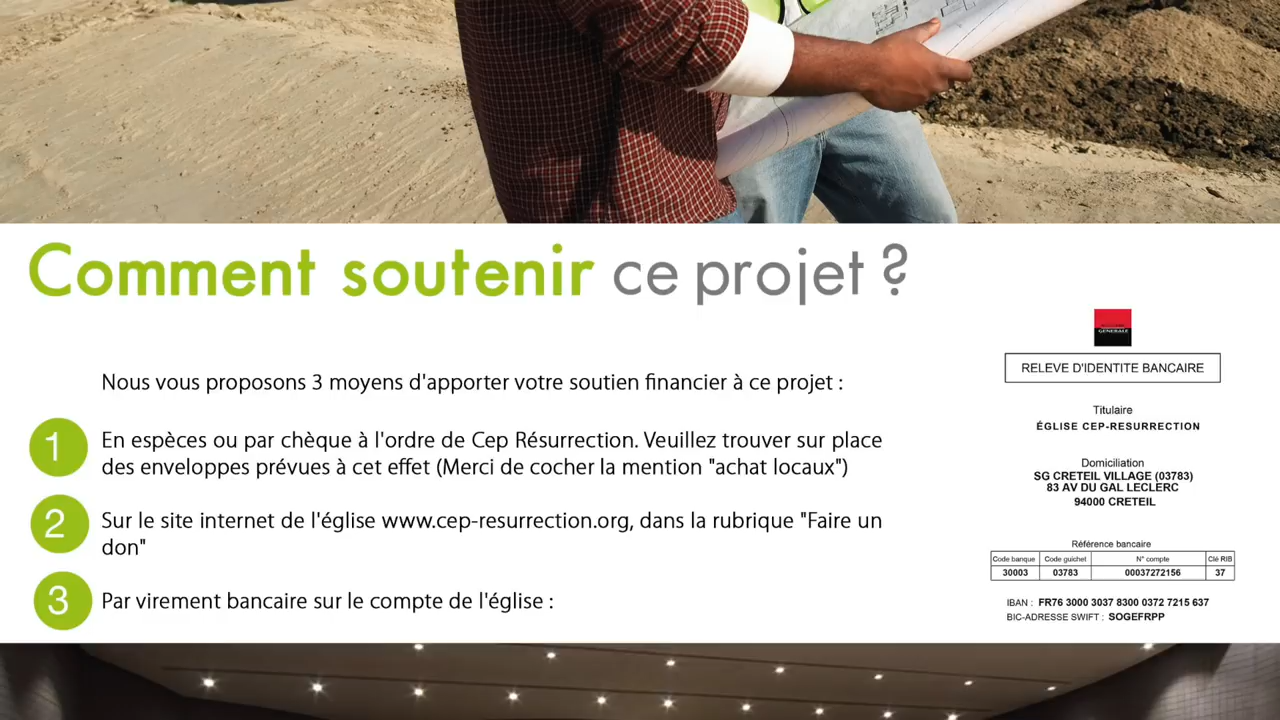 Comment soutenir ce projet ?
Nous vous proposons 3 moyens d'apporter votre soutien financier à ce projet :
1
En espèces ou par chèque à l'ordre de Cep Résurrection. Veuillez trouver sur place
des enveloppes prévues à cet effet (Merci de cocher la mention "achat locaux")
2
Sur le site internet de l'église www.cep-resurrection.org, dans la rubrique "Faire un
don"
3
Par virement bancaire sur le compte de l'église :
GENERALE
RELEVE D'IDENTITE BANCAIRE
Titulaire
ÉGLISE CEP-RESURRECTION
Domiciliation
SG CRETEIL VILLAGE (03783)
83 AV DU GAL LECLERC
94000 CRETEIL
Référence bancaire
Code banque Code guichet N° compte Clé RIB
30003 03783 00037272156 37
IBAN : FR76 3000 3037 8300 0372 7215 637
BIC-ADRESSE SWIFT : SOGEFRPP